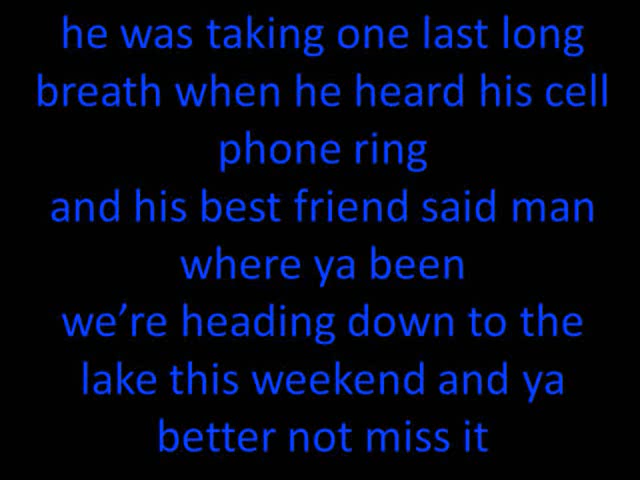 he was taking one last long
breath when he heard his cell
phone ring
and his best friend said man
where ya been
we’re heading down to the
lake this weekend and ya
better not miss it